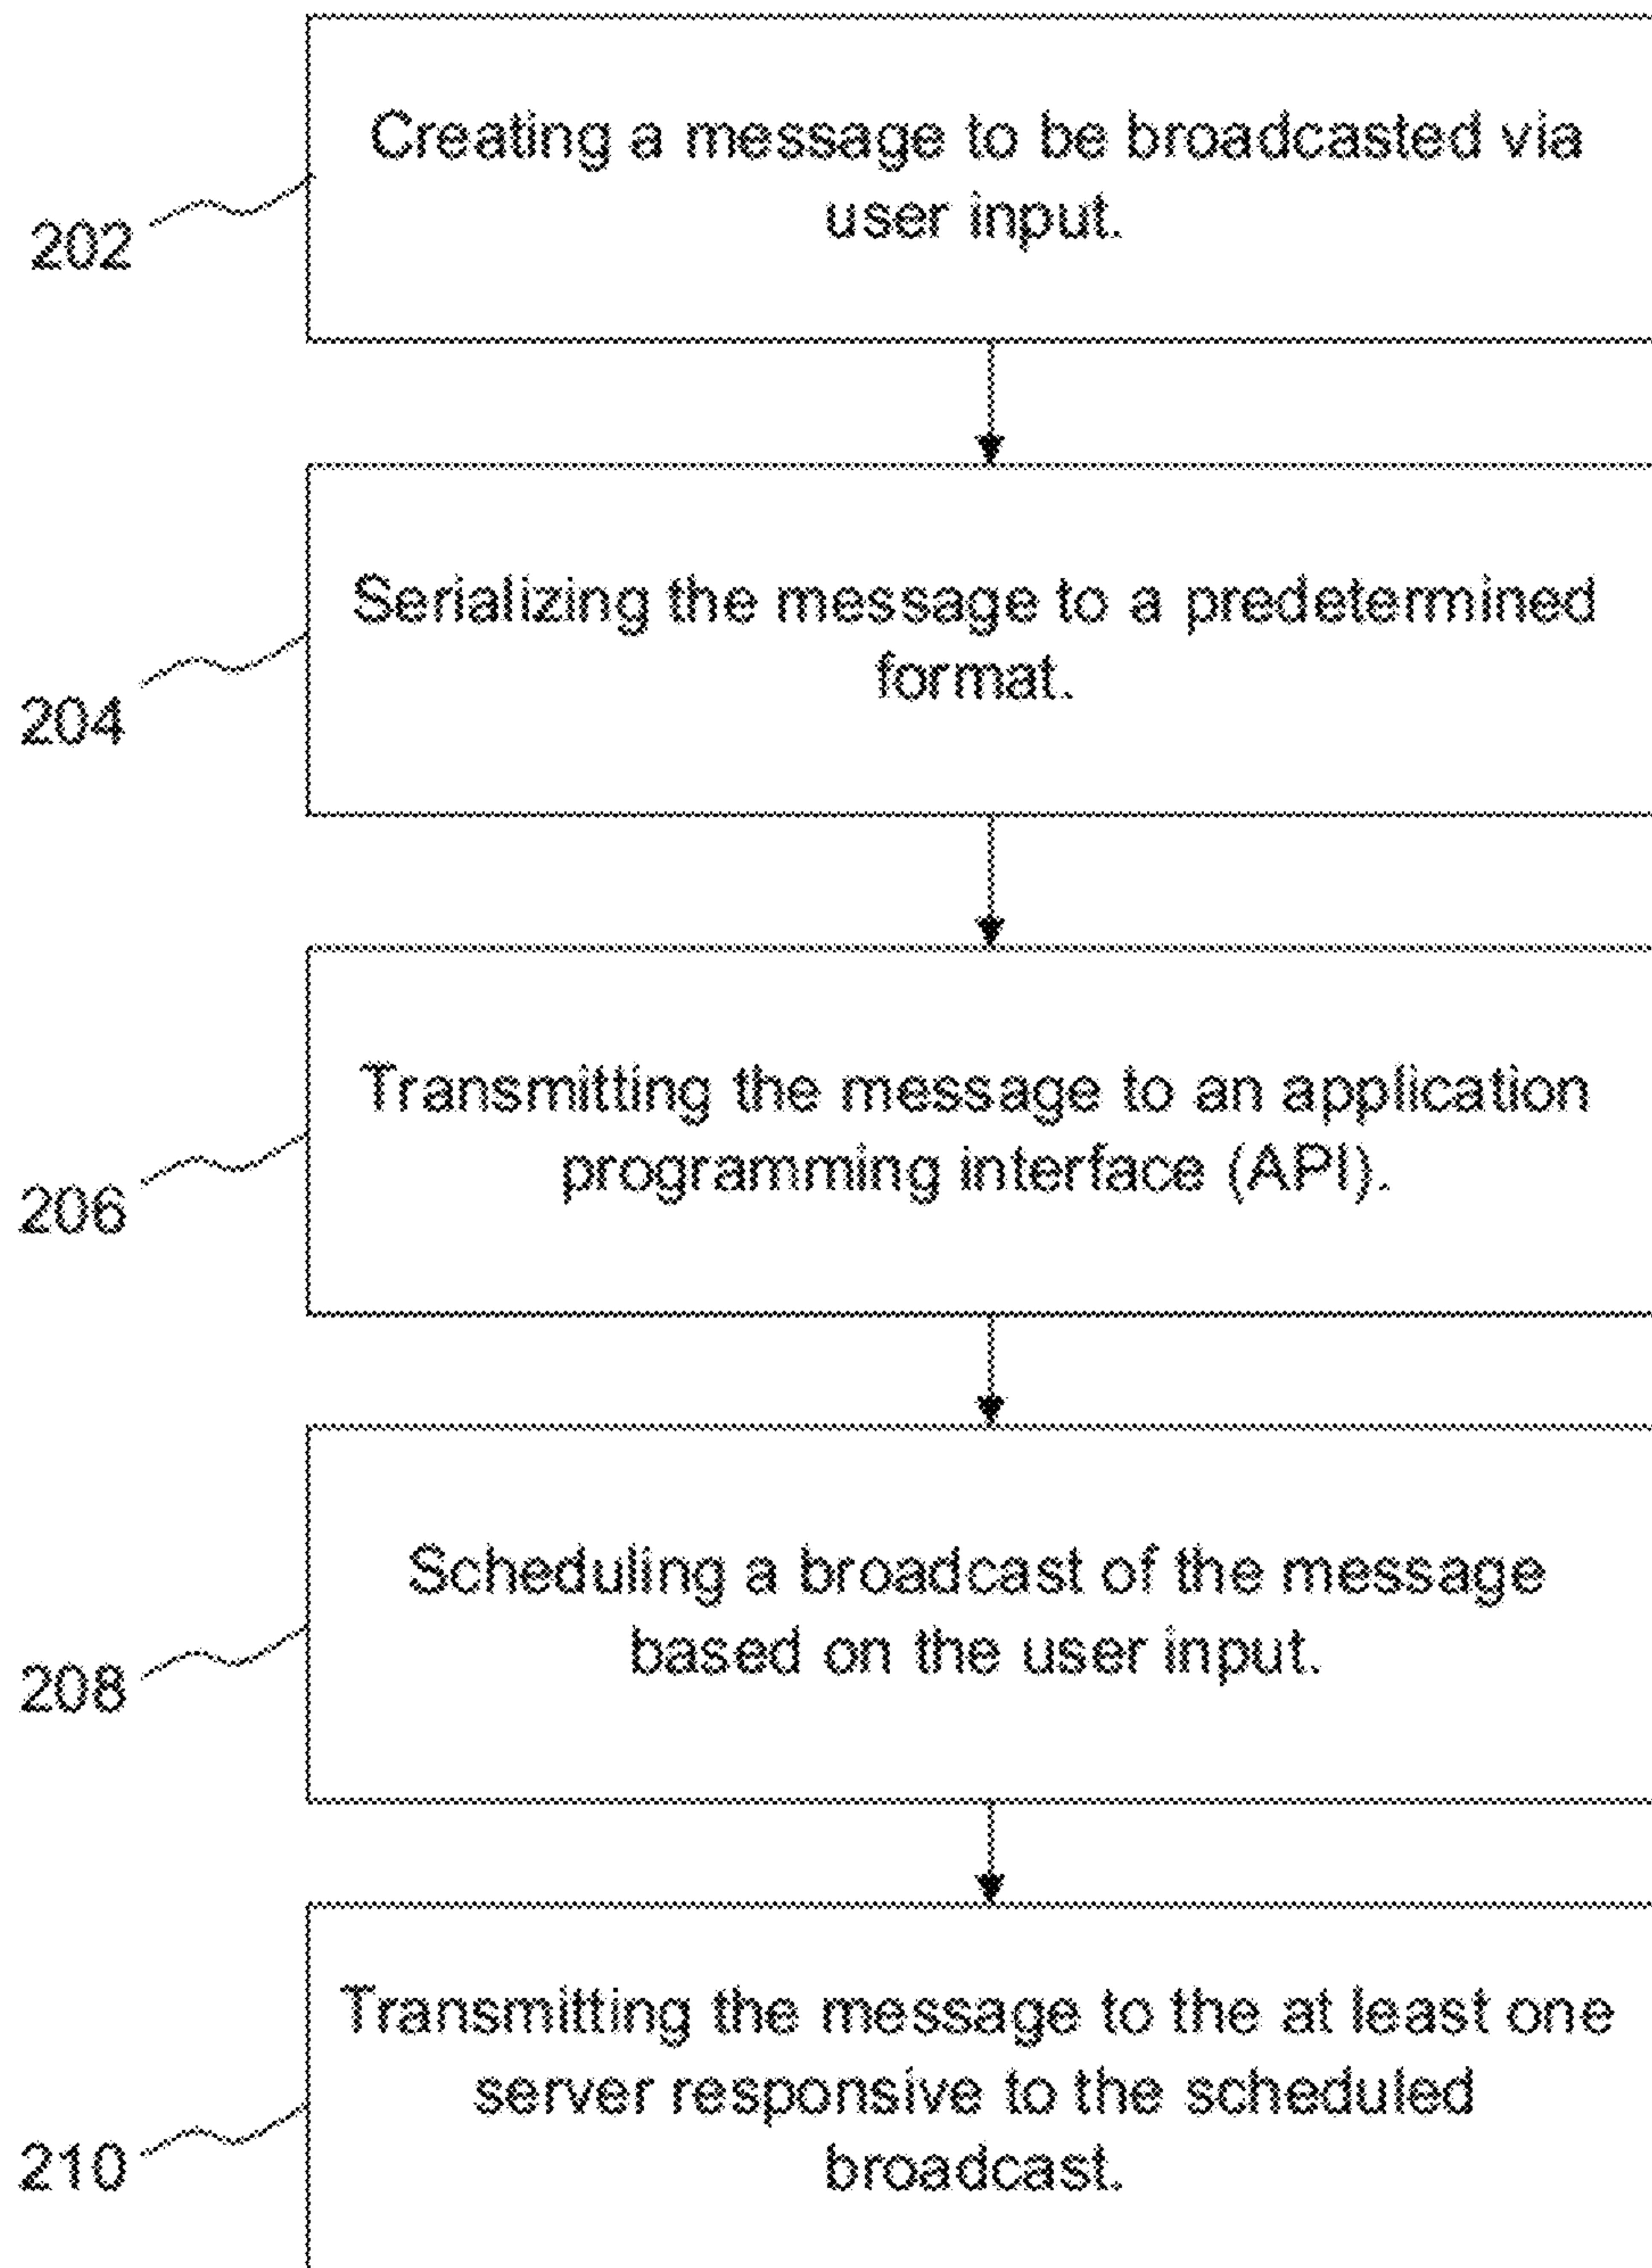 Creating a message to be broadcasted via
user input.
202
Serializing the message to a predetermined
format.
204
Transmitting the message to an application
programming interface (API).
206
Scheduling a broadcast of the message
based on the user input.
208
Transmitting the message to the at least one
server responsive to the scheduled
broadcast.
210